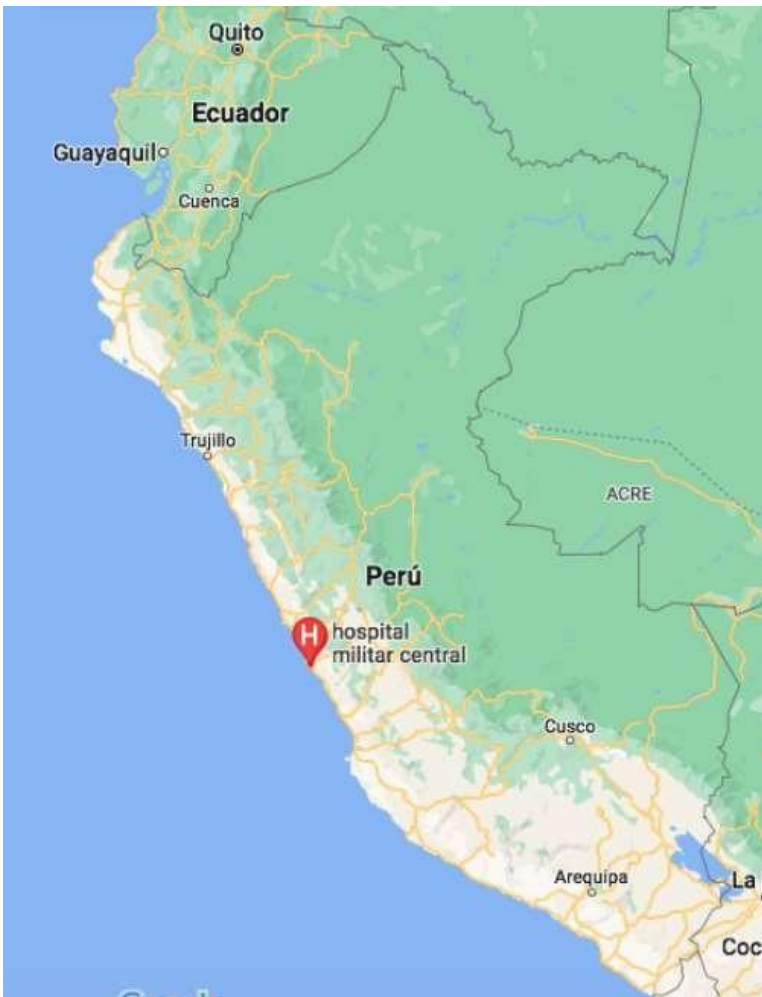 Quito
Ecuador
Guayaquil
Cuenca
Trujillo
ACRE
Perú
H hospital
militar central
Cusco
Arequipa
La
Coc